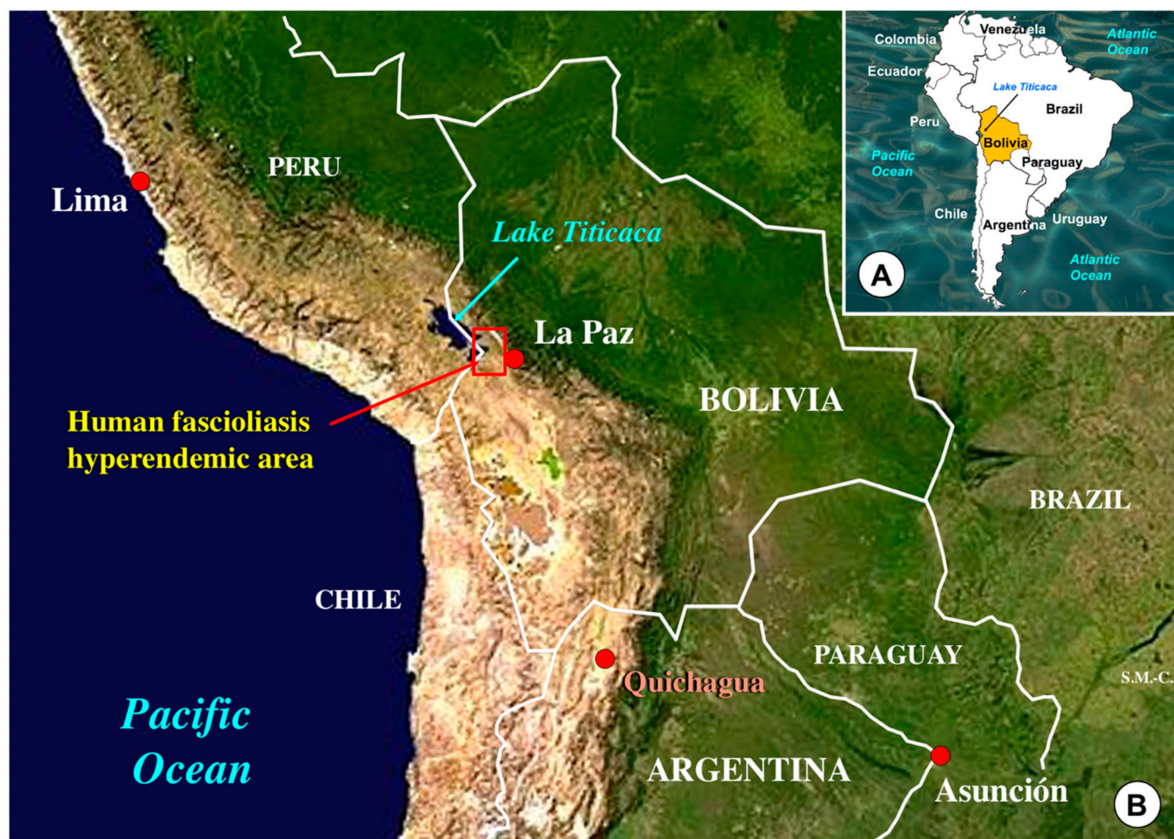 PERU
Lima
Lake Titicaca
La Paz
BOLIVIA
Human fascioliasis
hyperendemic area
BRAZIL
CHILE
PARAGUAY
Quichagua
S.M.-C.
Pacific
Ocean
ARGENTINA
Asunción
B
Venezuela
Colombia
Atlantic
Ocean
Ecuador
Lake Titicaca
Brazil
Peru
Bolivia
Pacific
Ocean
Paraguay
Chile
Argentina
Uruguay
Atlantic
Ocean
A